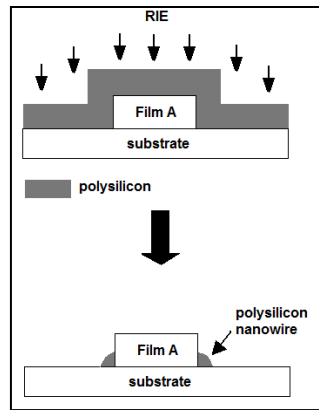 RIE
Film A
substrate
polysilicon
polysilicon
nanowire
Film A
substrate